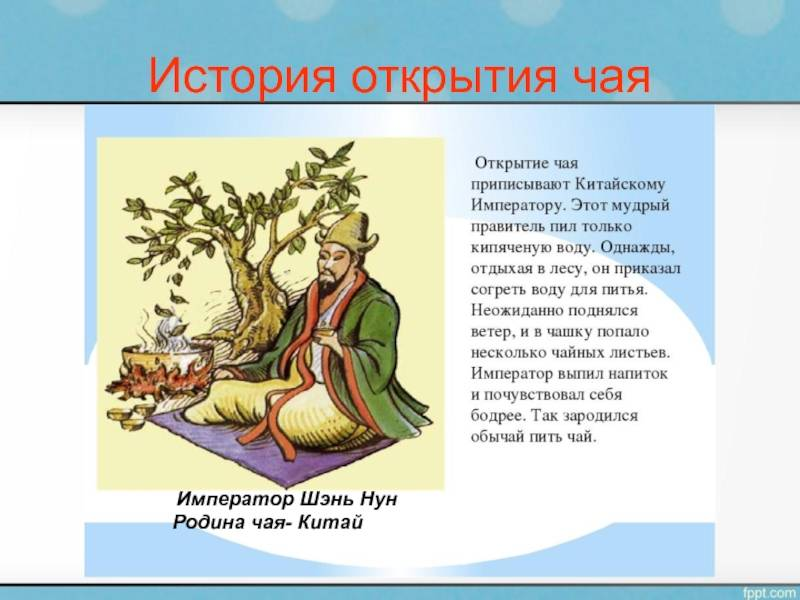 История открытия чая
Открытие чая
приписывают Китайскому
Императору. Этот мудрый
правитель пил только
кипяченую воду. Однажды,
отдыхая в лесу, он приказал
согреть воду для питья.
Неожиданно поднялся
ветер, и в чашку попало
несколько чайных листьев.
Император выпил напиток
и почувствовал себя
бодрее. Так зародился
обычай пить чай.
Император Шэнь Нун
Родина чая- Китай
fppt.com